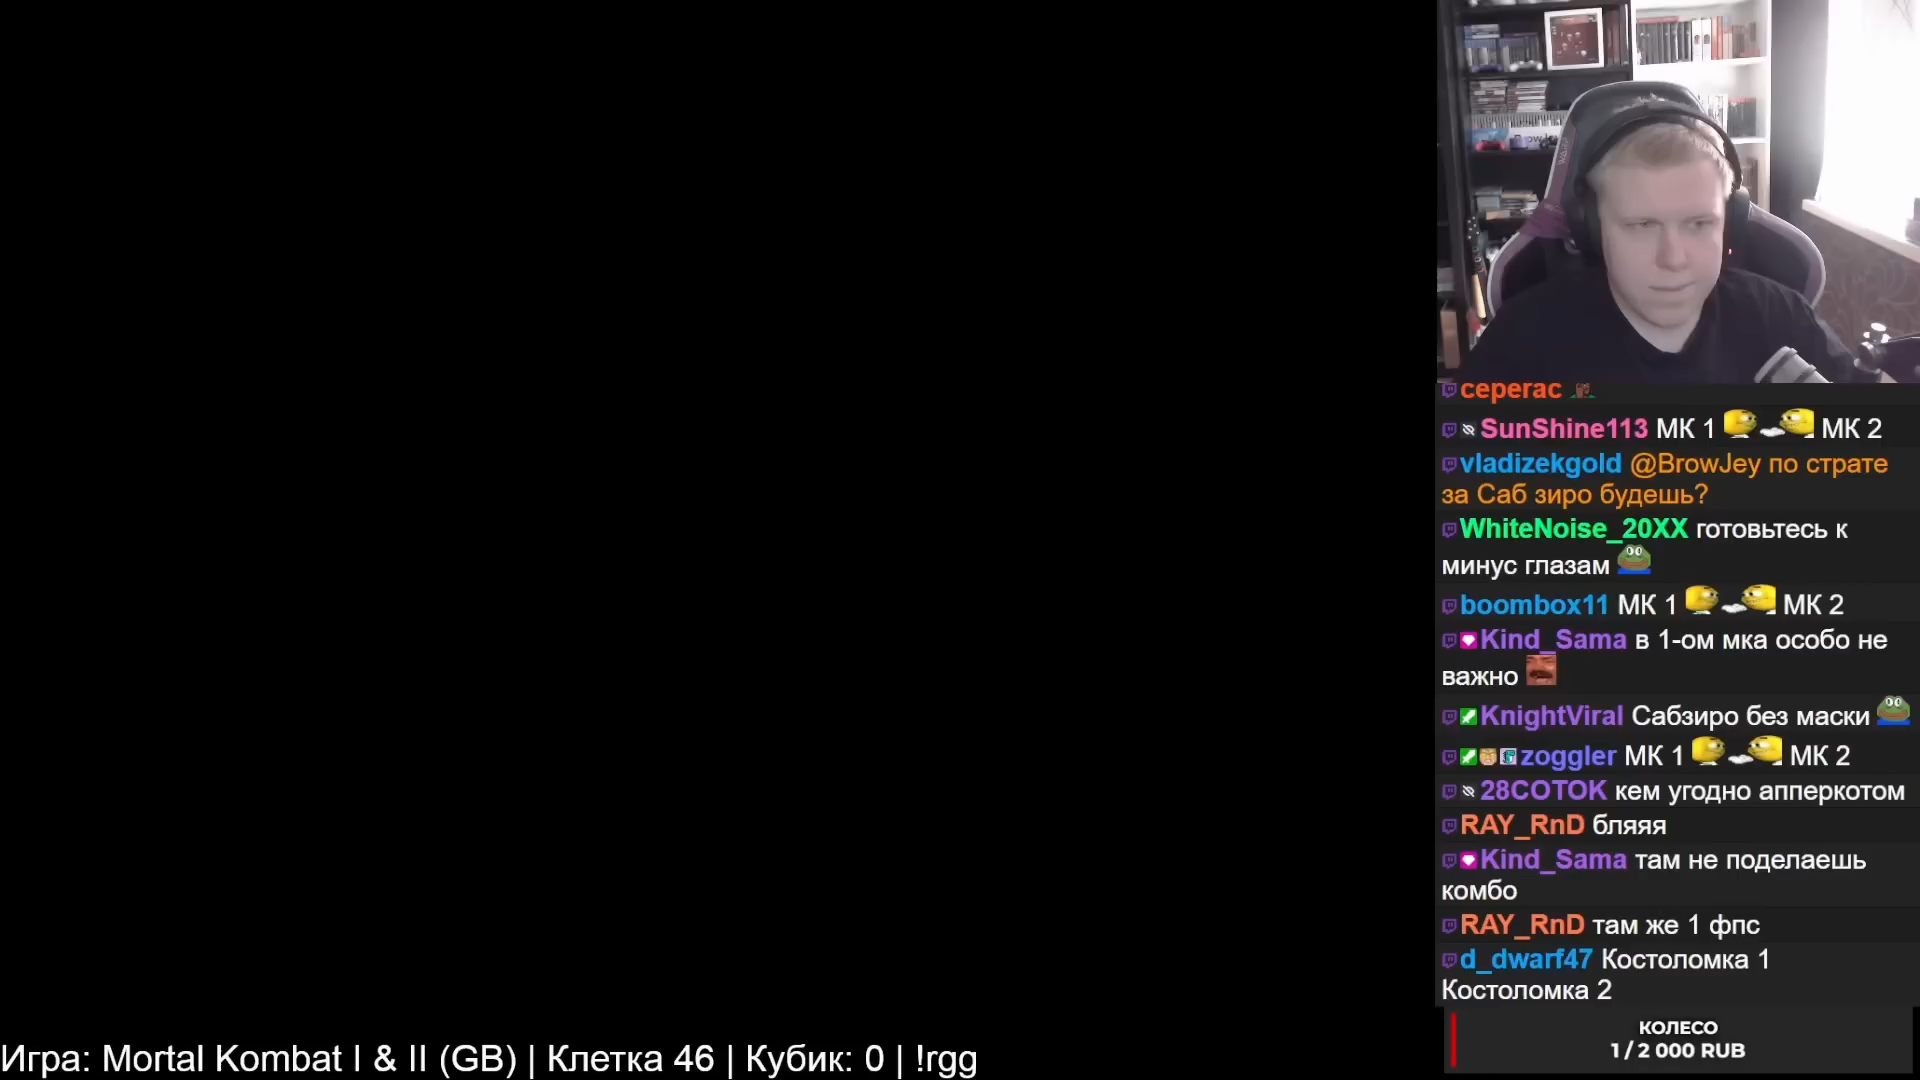 ceperac
SunShine113 МК 1 МК 2
vladizekgold @BrowJey по страте
за Саб зиро будешь?
WhiteNoise_20XX готовьтесь к
минус глазам
boombox11 МК 1 МК 2
Kind_Sama в 1-ом мка особо не
важно
KnightViral Сабзиро без маски
zoggler МК 1 МК 2
28COTOK кем угодно апперкотом
RAY_RnD бляяя
Kind_Sama там не поделаешь
комбо
RAY_RnD там же 1 фпс
d_dwarf47 Костоломка 1
Костоломка 2
КОЛЕСО
1 / 2 000 RUB
Игра: Mortal Kombat I & II (GB) | Клетка 46 | Кубик: 0 | !rgg